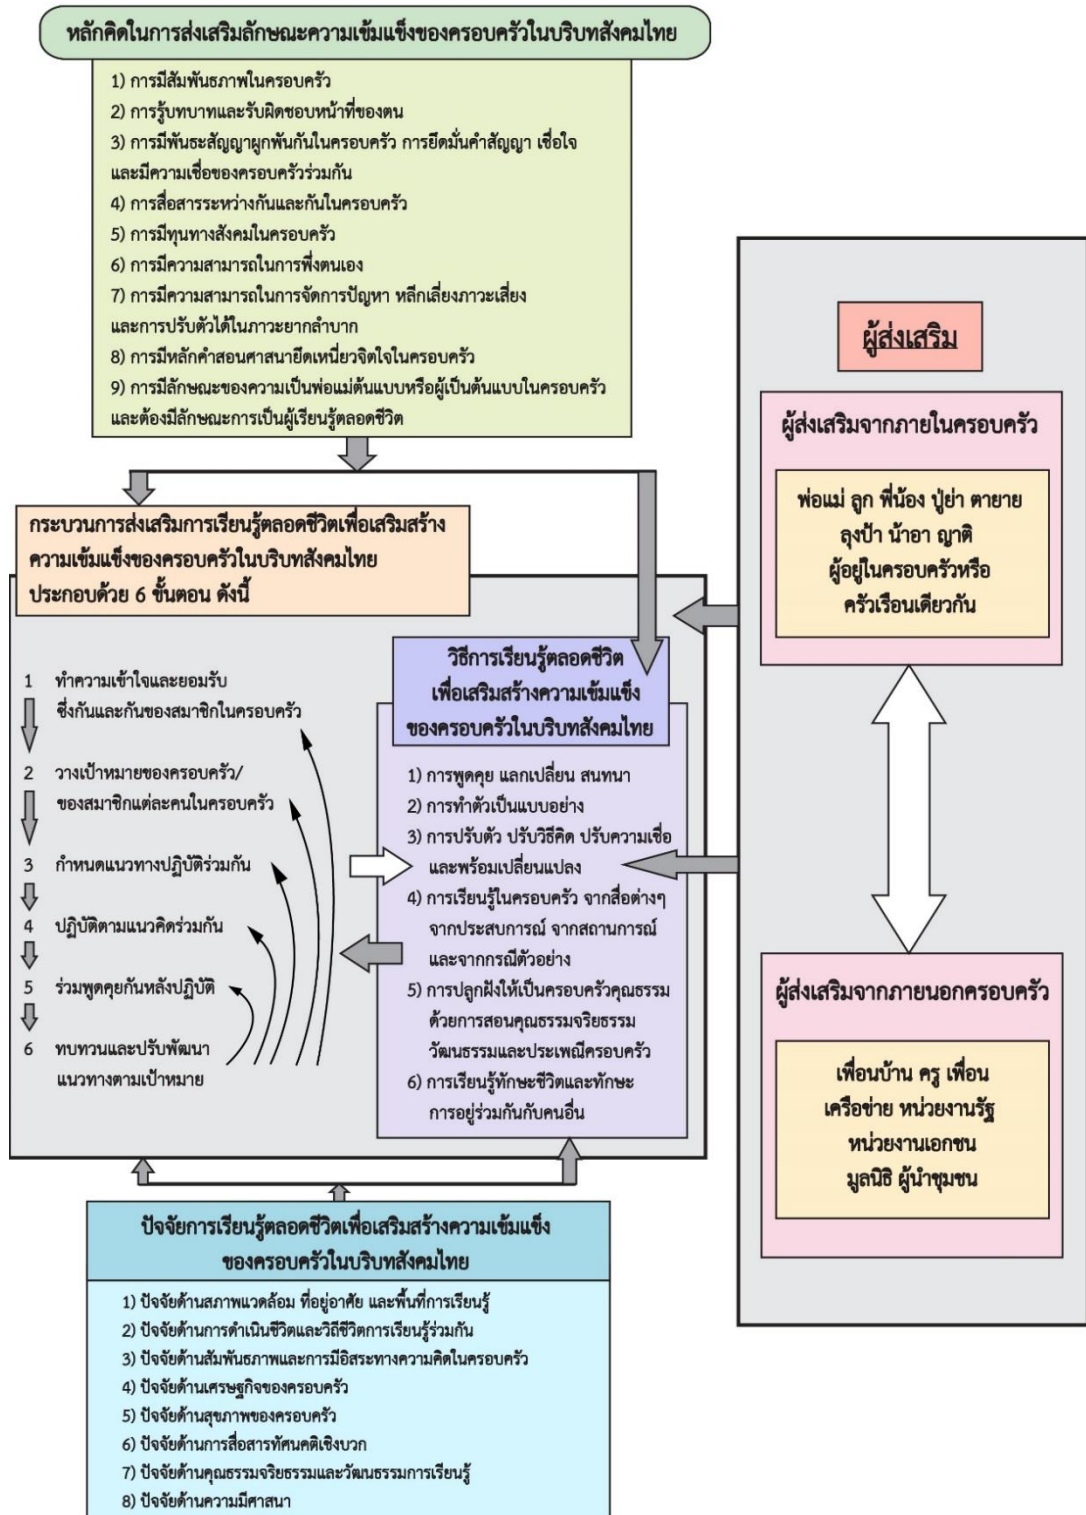 หลักคิดในการส่งเสริมลักษณะความเข้มแข็งของครอบครัวในบริบทสังคมไทย
1) การมีสัมพันธภาพในครอบครัว
2) การรู้บทบาทและรับผิดชอบหน้าที่ของตน
3) การมีพันธะสัญญาผูกพันกันในครอบครัว การยึดมั่นคำสัญญา เชื่อใจ
และมีความเชื่อของครอบครัวร่วมกัน
4) การสื่อสารระหว่างกันและกันในครอบครัว
5) การมีทุนทางสังคมในครอบครัว
6) การมีความสามารถในการพึ่งตนเอง
7) การมีความสามารถในการจัดการปัญหา หลีกเลี่ยงภาวะเสี่ยง
และการปรับตัวได้ในภาวะยากลำบาก
8) การมีหลักคำสอนศาสนายึดเหนี่ยวจิตใจในครอบครัว
9) การมีลักษณะของความเป็นพ่อแม่ต้นแบบหรือผู้เป็นต้นแบบในครอบครัว
และต้องมีลักษณะการเป็นผู้เรียนรู้ตลอดชีวิต
กระบวนการส่งเสริมการเรียนรู้ตลอดชีวิตเพื่อเสริมสร้าง
ความเข้มแข็งของครอบครัวในบริบทสังคมไทย
ประกอบด้วย 6 ขั้นตอน ดังนี้
1 ทำความเข้าใจและยอมรับ
ซึ่งกันและกันของสมาชิกในครอบครัว
2 วางเป้าหมายของครอบครัว/
ของสมาชิกแต่ละคนในครอบครัว
3 กำหนดแนวทางปฏิบัติร่วมกัน
4 ปฏิบัติตามแนวคิดร่วมกัน
5 ร่วมพูดคุยกันหลังปฏิบัติ
6 ทบทวนและปรับพัฒนา
แนวทางตามเป้าหมาย
วิธีการเรียนรู้ตลอดชีวิต
เพื่อเสริมสร้างความเข้มแข็ง
ของครอบครัวในบริบทสังคมไทย
1) การพูดคุย แลกเปลี่ยน สนทนา
2) การทำตัวเป็นแบบอย่าง
3) การปรับตัว ปรับวิธีคิด ปรับความเชื่อ
และพร้อมเปลี่ยนแปลง
4) การเรียนรู้ในครอบครัว จากสื่อต่างๆ
จากประสบการณ์ จากสถานการณ์
และจากกรณีตัวอย่าง
5) การปลูกฝังให้เป็นครอบครัวคุณธรรม
ด้วยการสอนคุณธรรมจริยธรรม
วัฒนธรรมและประเพณีครอบครัว
6) การเรียนรู้ทักษะชีวิตและทักษะ
การอยู่ร่วมกันกับคนอื่น
ผู้ส่งเสริม
ผู้ส่งเสริมจากภายในครอบครัว
พ่อแม่ ลูก พี่น้อง ปู่ย่า ตายาย
ลุงป้า น้าอา ญาติ
ผู้อยู่ในครอบครัวหรือ
ครัวเรือนเดียวกัน
ผู้ส่งเสริมจากภายนอกครอบครัว
เพื่อนบ้าน ครู เพื่อน
เครือข่าย หน่วยงานรัฐ
หน่วยงานเอกชน
มูลนิธิ ผู้นำชุมชน
ปัจจัยการเรียนรู้ตลอดชีวิตเพื่อเสริมสร้างความเข้มแข็ง
ของครอบครัวในบริบทสังคมไทย
1) ปัจจัยด้านสภาพแวดล้อม ที่อยู่อาศัย และพื้นที่การเรียนรู้
2) ปัจจัยด้านการดำเนินชีวิตและวิถีชีวิตการเรียนรู้ร่วมกัน
3) ปัจจัยด้านสัมพันธภาพและการมีอิสระทางความคิดในครอบครัว
4) ปัจจัยด้านเศรษฐกิจของครอบครัว
5) ปัจจัยด้านสุขภาพของครอบครัว
6) ปัจจัยด้านการสื่อสารทัศนคติเชิงบวก
7) ปัจจัยด้านคุณธรรมจริยธรรมและวัฒนธรรมการเรียนรู้
8) ปัจจัยด้านความมีศาสนา